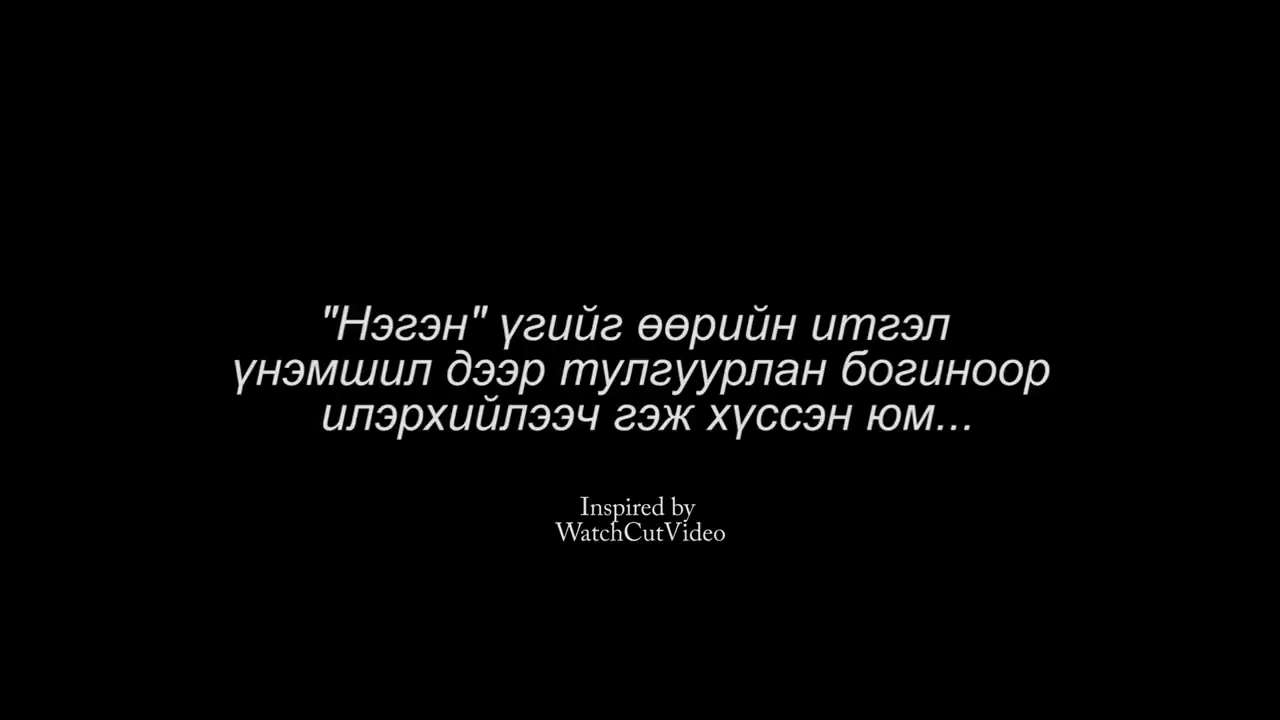 "Нэгэн" үгийг өөрийн итгэл
үнэмшил дээр тулгуурлан богиноор
илэрхийлээч гэж хүссэн юм...
Inspired by
WatchCutVideo